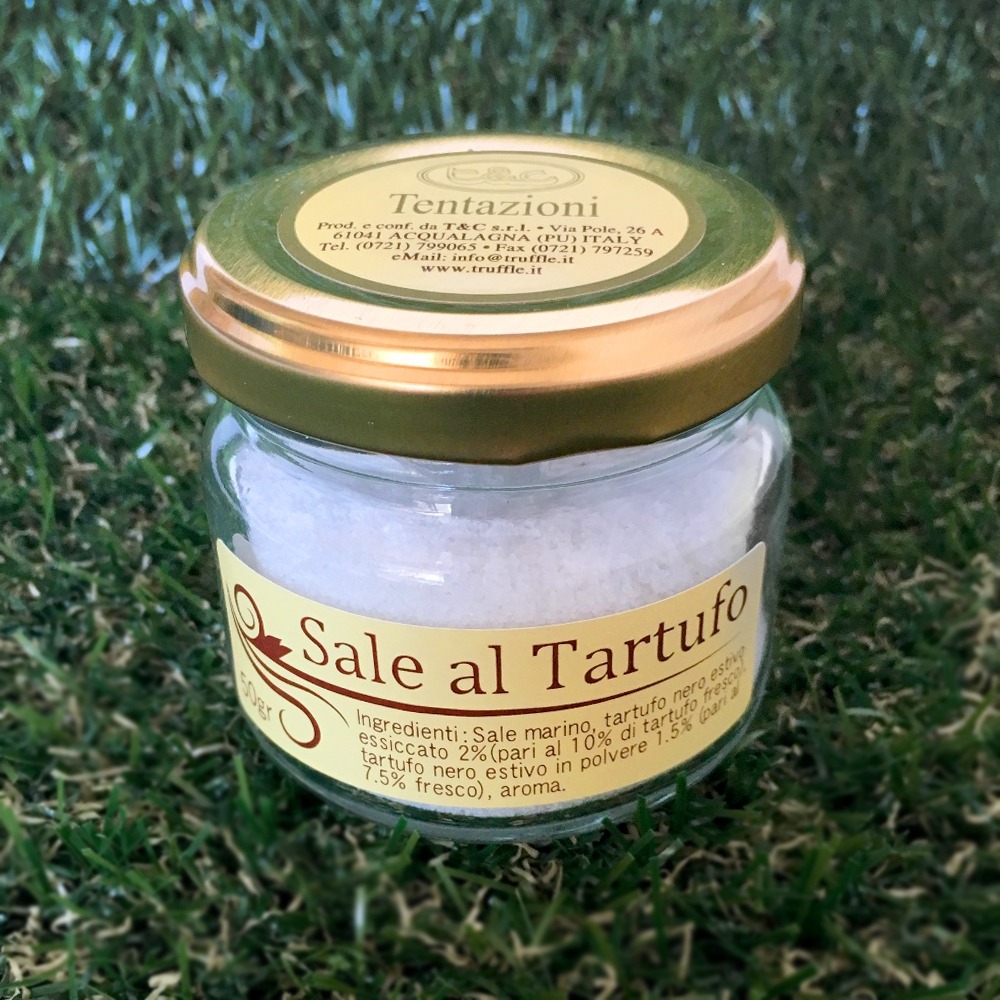 t&c
Tentazioni
Prod. e conf. da T&C s.r.l. • Via Pole, 26 A
61041 ACQUALAGNA (PU) ITALY
Tel. (0721) 799065 • Fax (0721) 797259
eMail: info@truffle.it
www.truffle.it
Sale al Tartufo
50gr
Ingredienti: Sale marino, tartufo nero estivo
essiccato 2% (pari al 10% di tartufo fresco),
tartufo nero estivo in polvere 1.5% (pari al
7.5% fresco), aroma.